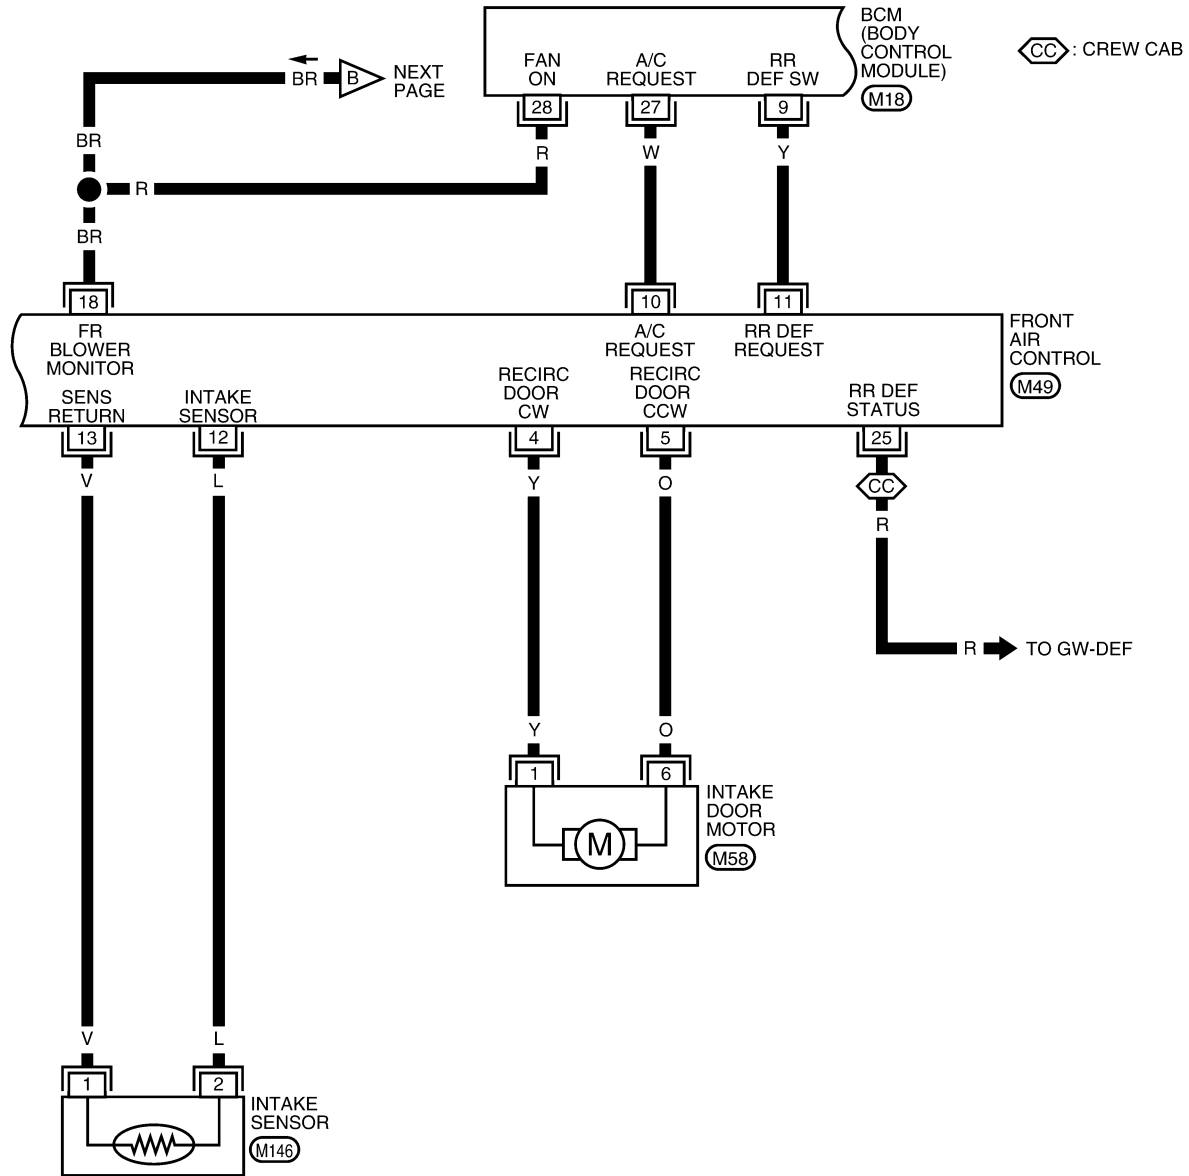 BCM
(BODY
CONTROL
MODULE)
M18
CC : CREW CAB
FAN
ON
A/C
REQUEST
RR
DEF SW
BR
B
NEXT
PAGE
28
27
9
BR
R
W
Y
R
BR
18
10
11
FR
BLOWER
MONITOR
A/C
REQUEST
RR DEF
REQUEST
FRONT
AIR
CONTROL
M49
SENS
RETURN
INTAKE
SENSOR
RECIRC
DOOR
CW
RECIRC
DOOR
CCW
RR DEF
STATUS
13
12
4
5
25
V
L
Y
O
CC
R
R
TO GW-DEF
Y
O
1
6
M
INTAKE
DOOR
MOTOR
M58
V
L
1
2
INTAKE
SENSOR
M146